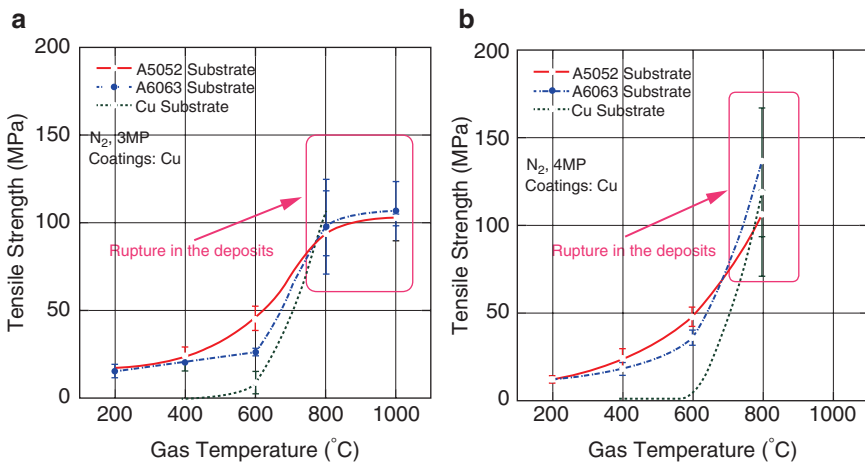 a
Tensile Strength (MPa)
200
150
100
50
0
A5052 Substrate
A6063 Substrate
Cu Substrate
N₂, 3MP
Coatings: Cu
Rupture in the deposits
200 400 600 800 1000
Gas Temperature (°C)
b
Tensile Strength (MPa)
200
150
100
50
0
A5052 Substrate
A6063 Substrate
Cu Substrate
N₂, 4MP
Coatings: Cu
Rupture in the deposits
200 400 600 800 1000
Gas Temperature (°C)